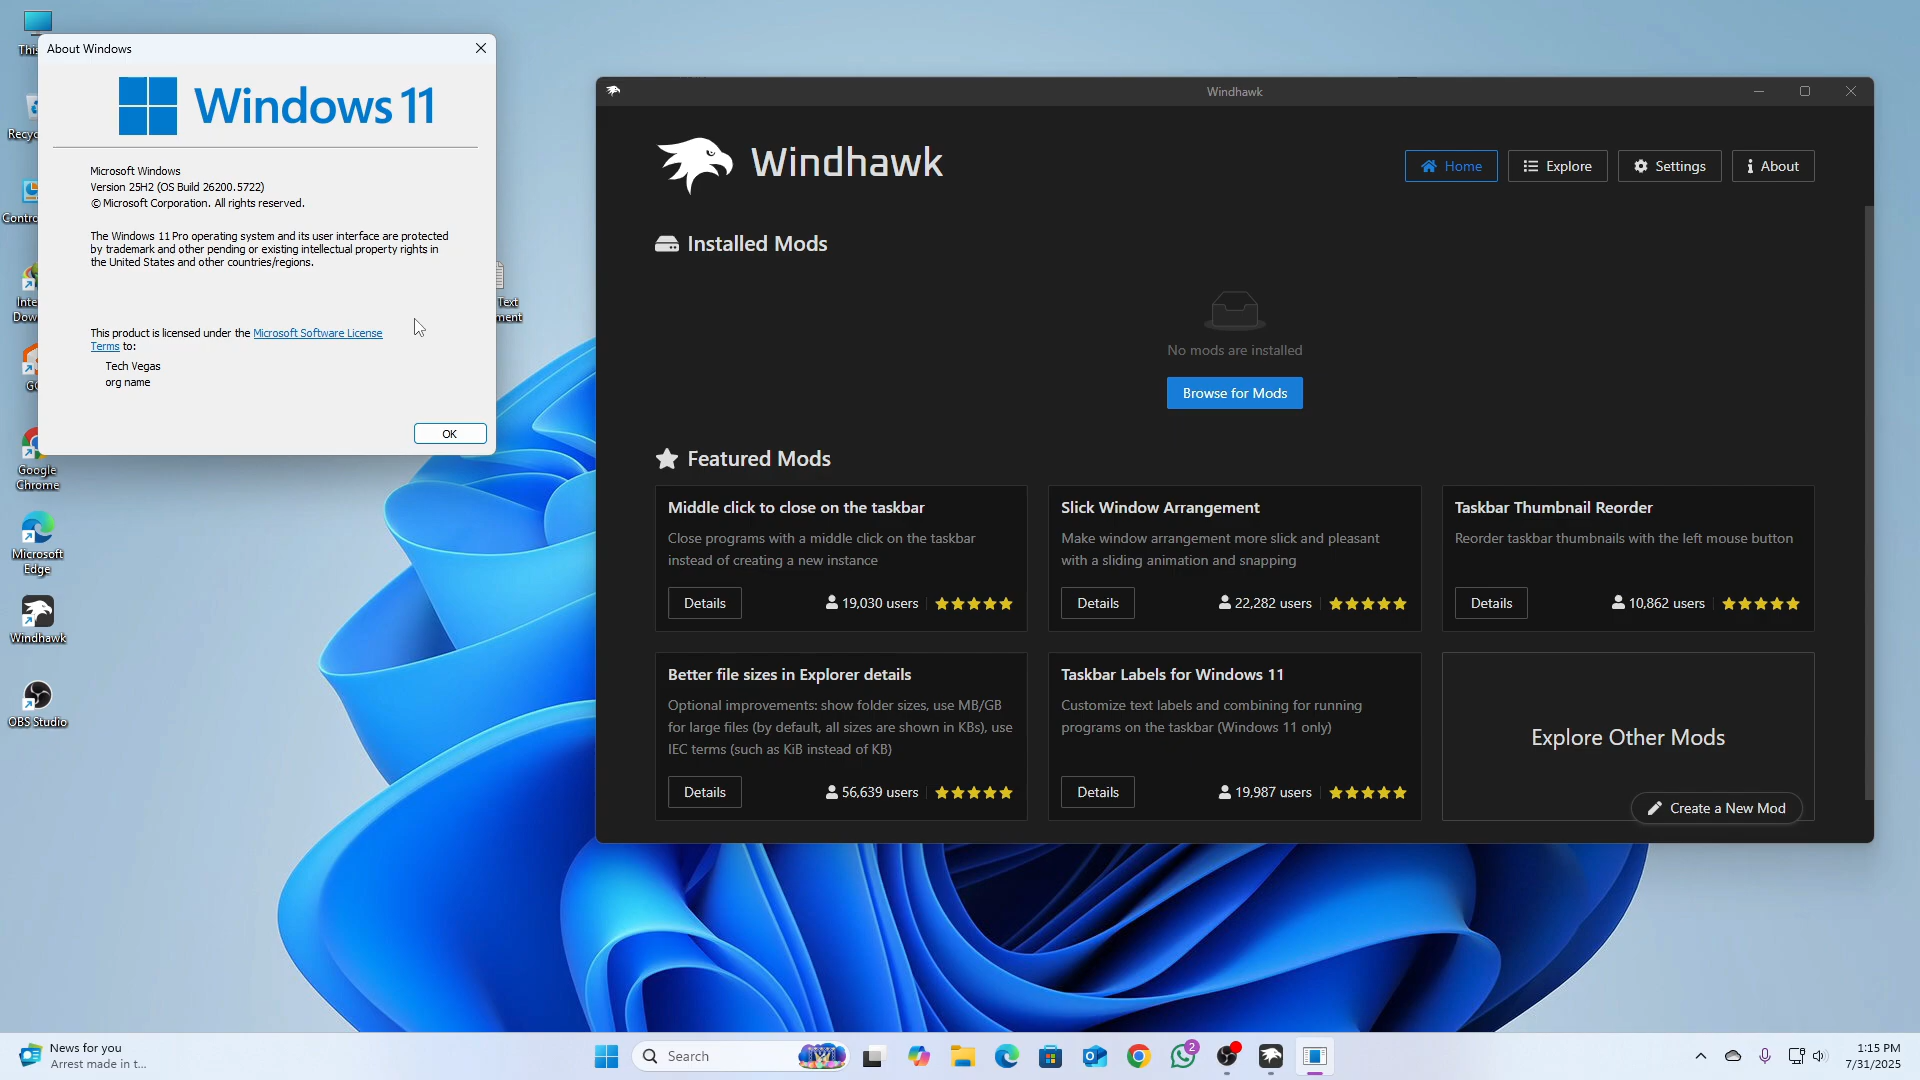 This
Recyc
Contro
Inte
Dow
GO
Google
Chrome
Microsoft
Edge
Windhawk
OBS Studio
Text
ment
About Windows
Windows 11
Microsoft Windows
Version 25H2 (OS Build 26200.5722)
© Microsoft Corporation. All rights reserved.
The Windows 11 Pro operating system and its user interface are protected
by trademark and other pending or existing intellectual property rights in
the United States and other countries/regions.
This product is licensed under the Microsoft Software License
Terms to:
Tech Vegas
org name
OK
Windhawk
Windhawk
Home
Explore
Settings
About
Installed Mods
No mods are installed
Browse for Mods
Featured Mods
Middle click to close on the taskbar
Close programs with a middle click on the taskbar
instead of creating a new instance
Details
19,030 users
Slick Window Arrangement
Make window arrangement more slick and pleasant
with a sliding animation and snapping
Details
22,282 users
Taskbar Thumbnail Reorder
Reorder taskbar thumbnails with the left mouse button
Details
10,862 users
Better file sizes in Explorer details
Optional improvements: show folder sizes, use MB/GB
for large files (by default, all sizes are shown in KBs), use
IEC terms (such as KiB instead of KB)
Details
56,639 users
Taskbar Labels for Windows 11
Customize text labels and combining for running
programs on the taskbar (Windows 11 only)
Details
19,987 users
Explore Other Mods
Create a New Mod
News for you
Arrest made in t...
Search
2
1:15 PM
7/31/2025